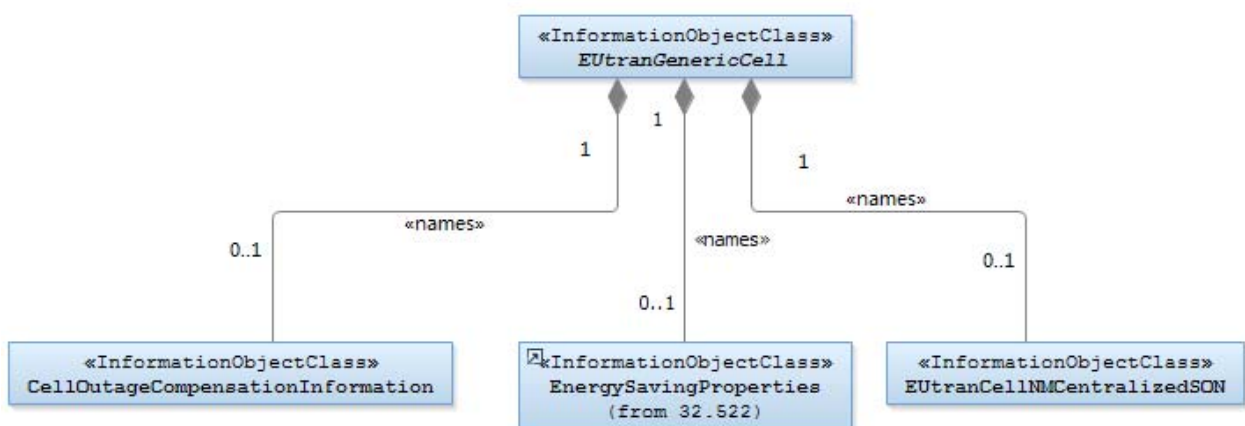 «InformationObjectClass»
EUtranGenericCell
1
1
1
«names»
«names»
«names»
0..1
0..1
0..1
«InformationObjectClass»
CellOutageCompensationInformation
«InformationObjectClass»
EnergySavingProperties
(from 32.522)
«InformationObjectClass»
EUtranCellNMCentralizedSON